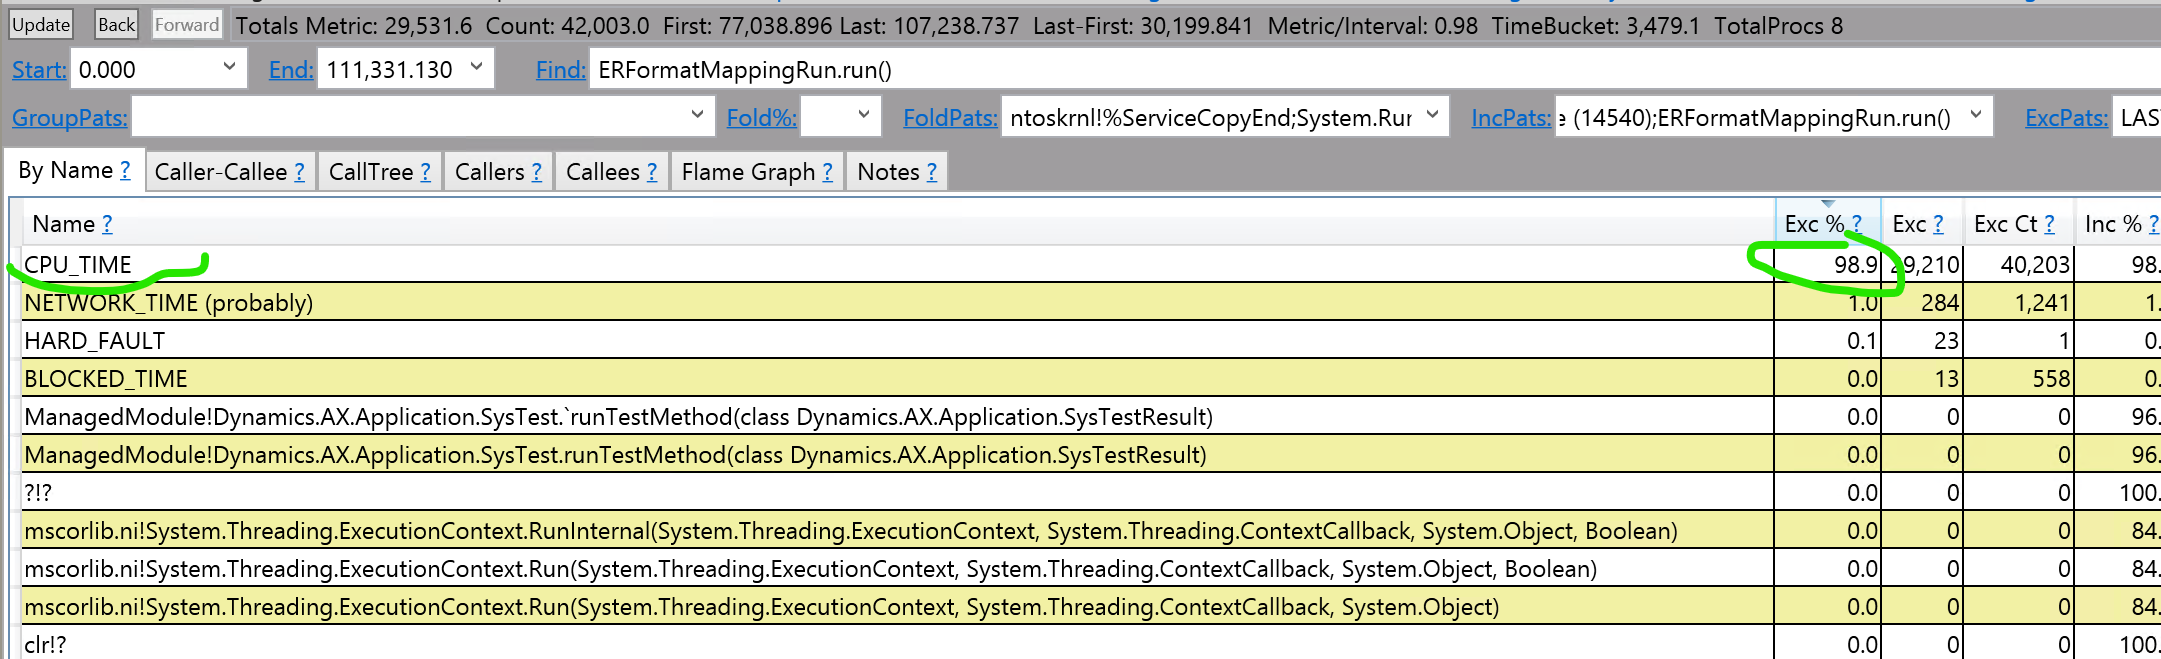 Update Back Forward Totals Metric: 29,531.6 Count: 42,003.0 First: 77,038.896 Last: 107,238.737 Last-First: 30,199.841 Metric/Interval: 0.98 TimeBucket: 3,479.1 TotalProcs 8
Start: 0.000 End: 111,331.130 Find: ERFormatMappingRun.run()
GroupPats: Fold%: FoldPats: ntoskrnl!%ServiceCopyEnd;System.Rur IncPats: e (14540);ERFormatMappingRun.run() ExcPats: LAS
By Name ? Caller-Callee ? CallTree ? Callers ? Callees ? Flame Graph ? Notes ?
Name ? Exc % ? Exc ? Exc Ct ? Inc % ?
CPU_TIME 98.9 29,210 40,203 98.
NETWORK_TIME (probably) 1.0 284 1,241 1.
HARD_FAULT 0.1 23 1 0.
BLOCKED_TIME 0.0 13 558 0.
ManagedModule!Dynamics.AX.Application.SysTest.`runTestMethod(class Dynamics.AX.Application.SysTestResult) 0.0 0 0 96.
ManagedModule!Dynamics.AX.Application.SysTest.runTestMethod(class Dynamics.AX.Application.SysTestResult) 0.0 0 0 96.
?!? 0.0 0 0 100.
mscorlib.ni!System.Threading.ExecutionContext.RunInternal(System.Threading.ExecutionContext, System.Threading.ContextCallback, System.Object, Boolean) 0.0 0 0 84.
mscorlib.ni!System.Threading.ExecutionContext.Run(System.Threading.ExecutionContext, System.Threading.ContextCallback, System.Object, Boolean) 0.0 0 0 84.
mscorlib.ni!System.Threading.ExecutionContext.Run(System.Threading.ExecutionContext, System.Threading.ContextCallback, System.Object) 0.0 0 0 84.
clr!? 0.0 0 0 100.